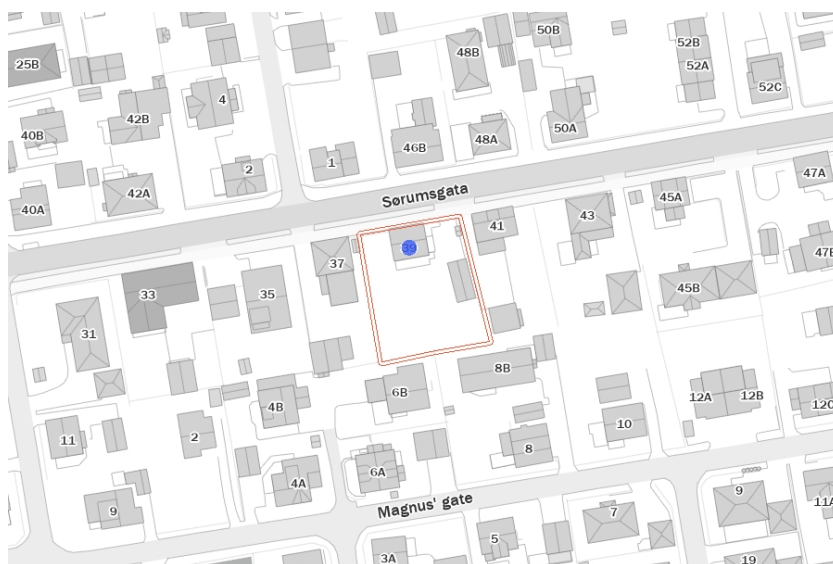 50B
48B
52B
25B
52A
52C
4
42B
50A
40B
48A
46B
1
2
47A
42A
Sørumsgata
45A
40A
43
41
39
37
47B
45B
35
33
31
8B
6B
12A
12B
120
4B
10
2
11
8
6A
4A
9
11A
Magnus' gate
9
7
5
3A
19